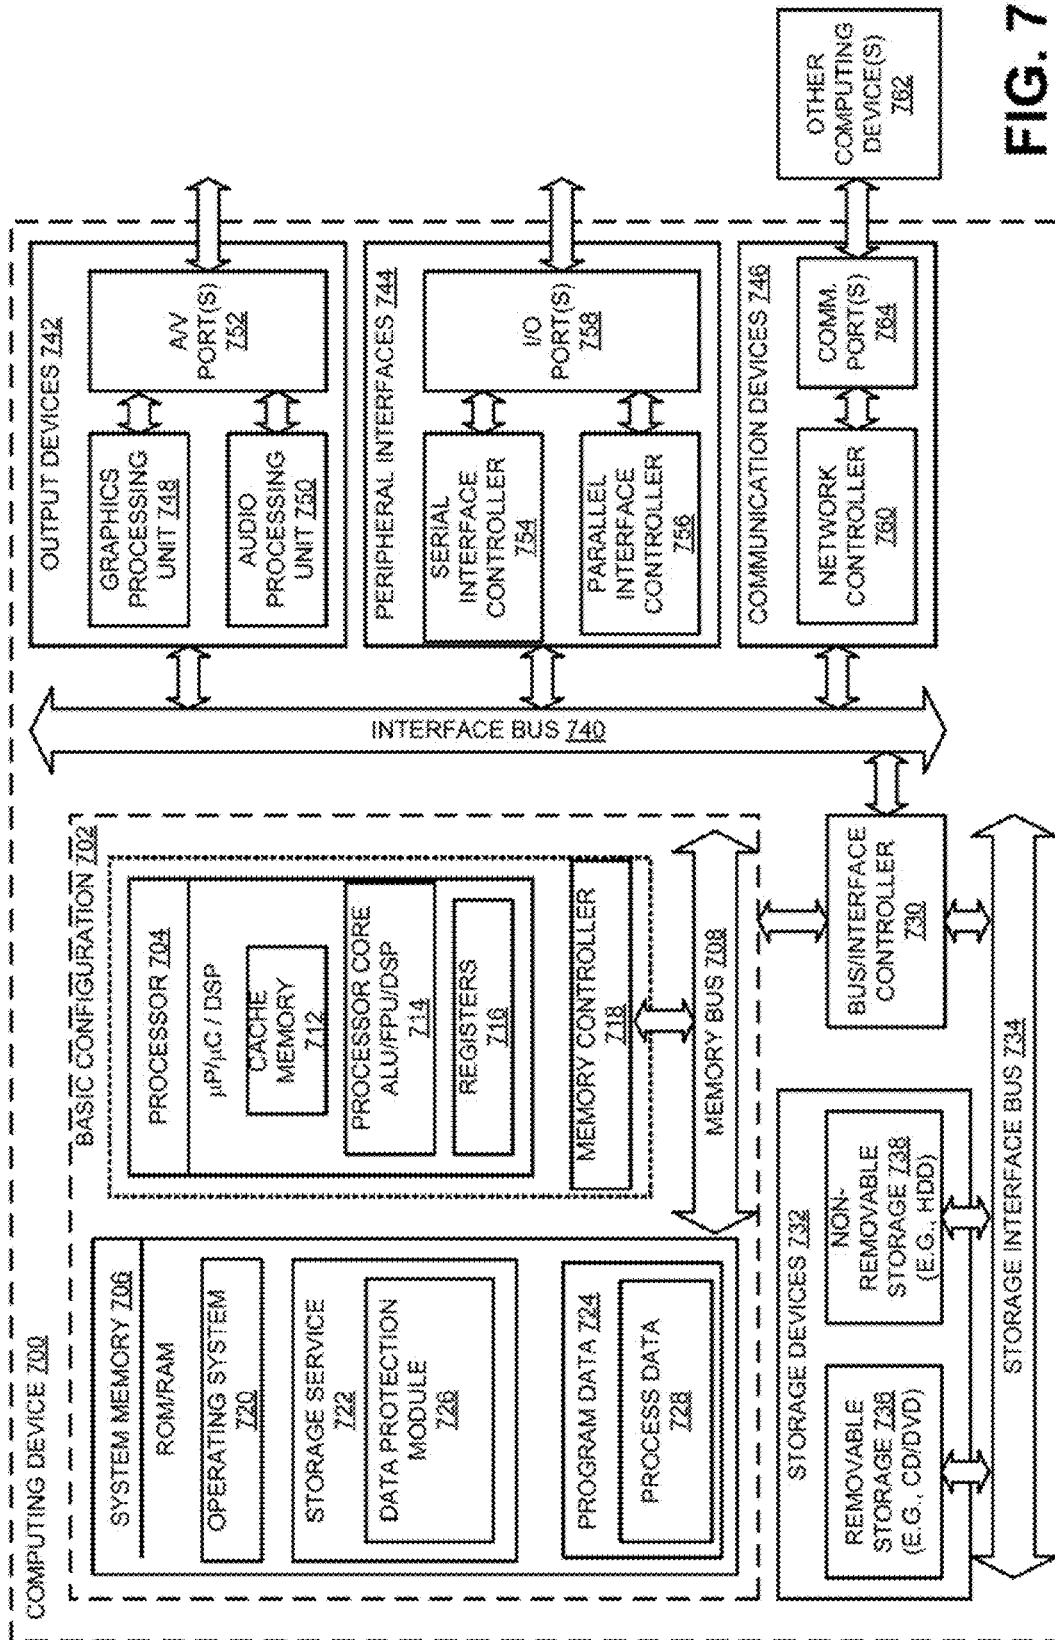 COMPUTING DEVICE 700
BASIC CONFIGURATION 702
SYSTEM MEMORY 706
ROM/RAM
OPERATING SYSTEM
720
STORAGE SERVICE
722
DATA PROTECTION
MODULE
726
PROGRAM DATA 724
PROCESS DATA
728
PROCESSOR 704
µP/µC / DSP
CACHE
MEMORY
712
PROCESSOR CORE
ALU/FPU/DSP
714
REGISTERS
716
MEMORY CONTROLLER
718
MEMORY BUS 708
STORAGE DEVICES 732
REMOVABLE
STORAGE 736
(E.G., CD/DVD)
NON-
REMOVABLE
STORAGE 738
(E.G., HDD)
BUS/INTERFACE
CONTROLLER
730
STORAGE INTERFACE BUS 734
INTERFACE BUS 740
OUTPUT DEVICES 742
GRAPHICS
PROCESSING
UNIT 748
AUDIO
PROCESSING
UNIT 750
A/V
PORT(S)
752
PERIPHERAL INTERFACES 744
SERIAL
INTERFACE
CONTROLLER
754
PARALLEL
INTERFACE
CONTROLLER
756
I/O
PORT(S)
758
COMMUNICATION DEVICES 746
NETWORK
CONTROLLER
760
COMM.
PORT(S)
764
OTHER
COMPUTING
DEVICE(S)
762
FIG. 7